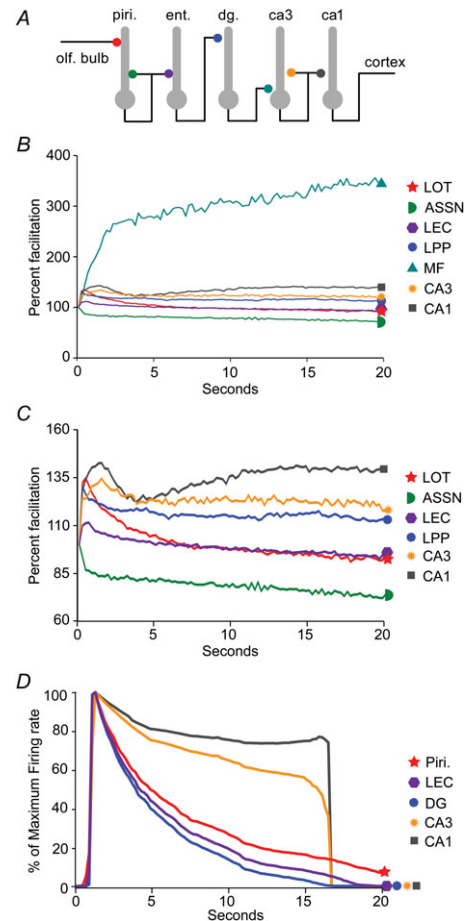 A
piri. ent. dg. ca3 ca1
olf. bulb
cortex
B
Percent facilitation
400
300
200
100
0
0 5 10 15 20
Seconds
LOT
ASSN
LEC
LPP
MF
CA3
CA1
C
Percent facilitation
160
135
110
85
60
0 5 10 15 20
Seconds
LOT
ASSN
LEC
LPP
CA3
CA1
D
% of Maximum Firing rate
100
80
60
40
20
0
0 5 10 15 20
Seconds
Piri.
LEC
DG
CA3
CA1